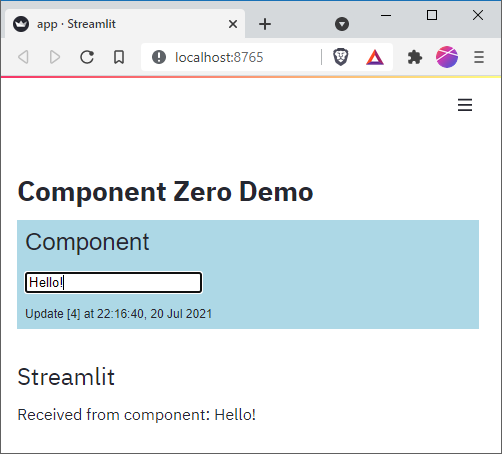 app · Streamlit
localhost:8765
Component Zero Demo
Component
Hello!
Update [4] at 22:16:40, 20 Jul 2021
Streamlit
Received from component: Hello!